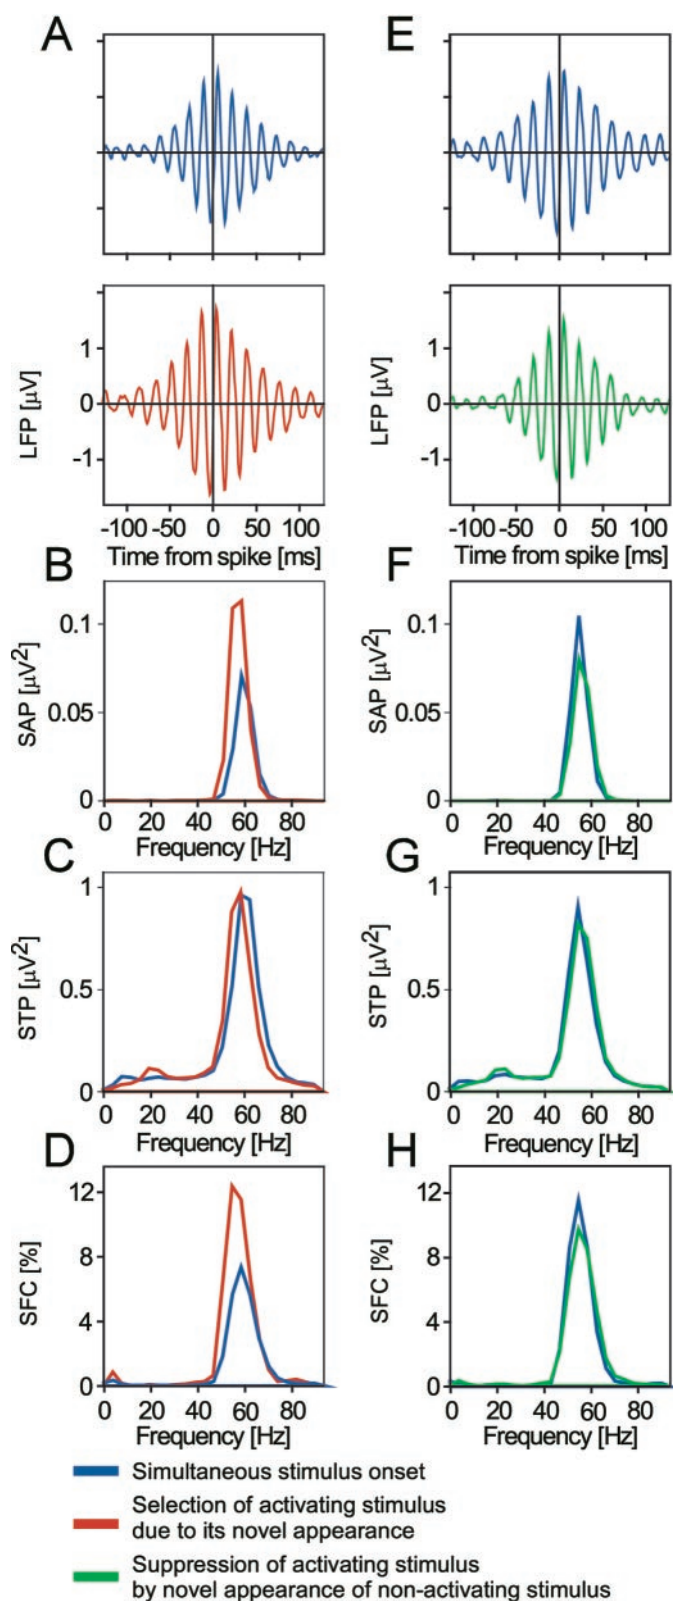 A E
LFP [µV] 1 0 -1
LFP [µV] 1 0 -1
-100 -50 0 50 100
-100 -50 0 50 100
Time from spike [ms] Time from spike [ms]
B F
SAP [µV²] 0.1 0.05 0
SAP [µV²] 0.1 0.05 0
0 20 40 60 80
0 20 40 60 80
Frequency [Hz] Frequency [Hz]
C G
STP [µV²] 1 0.5 0
STP [µV²] 1 0.5 0
0 20 40 60 80
0 20 40 60 80
Frequency [Hz] Frequency [Hz]
D H
SFC [%] 12 8 4 0
SFC [%] 12 8 4 0
0 20 40 60 80
0 20 40 60 80
Frequency [Hz] Frequency [Hz]
Simultaneous stimulus onset
Selection of activating stimulus
due to its novel appearance
Suppression of activating stimulus
by novel appearance of non-activating stimulus